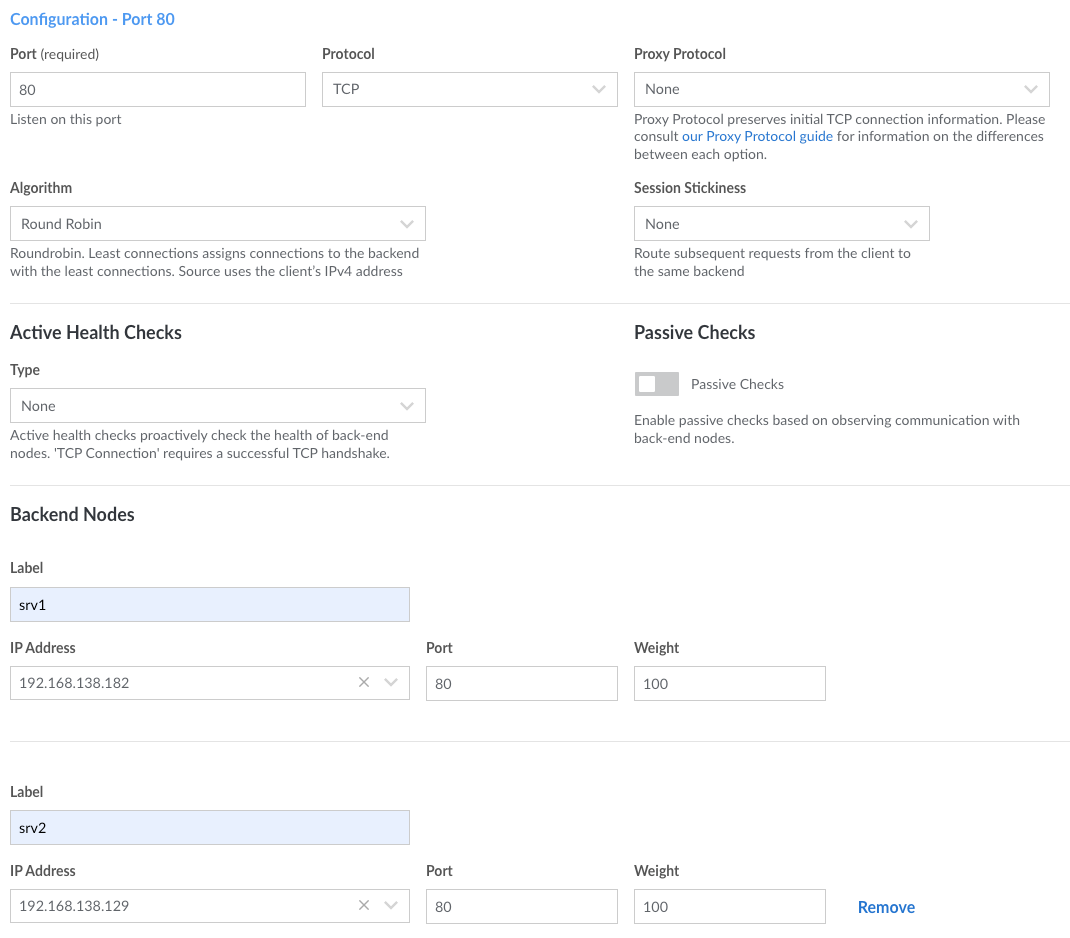 Configuration - Port 80
Port (required)
Protocol
Proxy Protocol
80
TCP
None
Listen on this port
Proxy Protocol preserves initial TCP connection information. Please
consult our Proxy Protocol guide for information on the differences
between each option.
Algorithm
Session Stickiness
Round Robin
None
Roundrobin. Least connections assigns connections to the backend
with the least connections. Source uses the client's IPv4 address
Route subsequent requests from the client to
the same backend
Active Health Checks
Passive Checks
Type
None
Passive Checks
Active health checks proactively check the health of back-end
nodes. 'TCP Connection' requires a successful TCP handshake.
Enable passive checks based on observing communication with
back-end nodes.
Backend Nodes
Label
srv1
IP Address
Port
Weight
192.168.138.182
80
100
Label
srv2
IP Address
Port
Weight
192.168.138.129
80
100
Remove